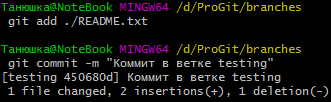 Танюшка@NoteBook MINGW64 /d/ProGit/branches
git add ./README.txt
Танюшка@NoteBook MINGW64 /d/ProGit/branches
git commit -m "Коммит в ветке testing"
[testing 450680d] Коммит в ветке testing
1 file changed, 2 insertions(+), 1 deletion(-)